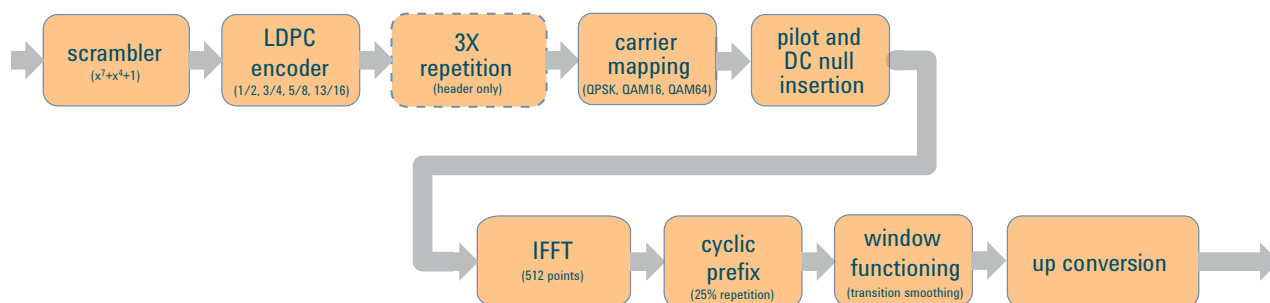 scrambler
(x⁷+x⁴+1)
LDPC
encoder
(1/2, 3/4, 5/8, 13/16)
3X
repetition
(header only)
carrier
mapping
(QPSK, QAM16, QAM64)
pilot and
DC null
insertion
IFFT
(512 points)
cyclic
prefix
(25% repetition)
window
functioning
(transition smoothing)
up conversion